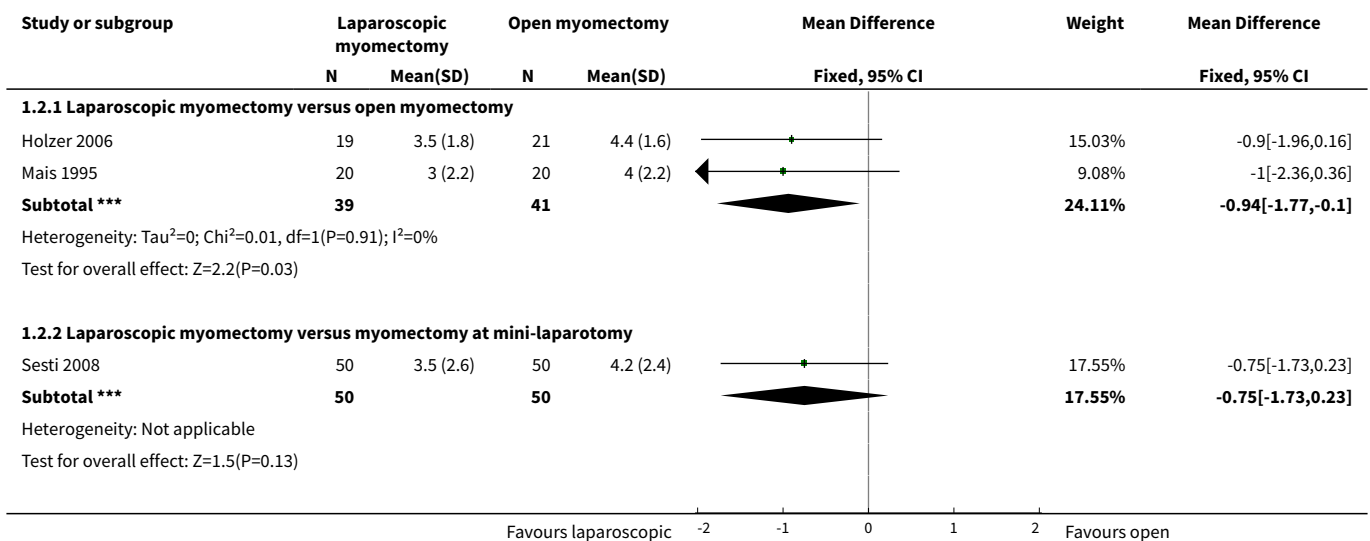 Study or subgroup Laparoscopic myomectomy Open myomectomy Mean Difference Weight Mean Difference
N Mean(SD) N Mean(SD) Fixed, 95% CI Fixed, 95% CI
1.2.1 Laparoscopic myomectomy versus open myomectomy
Holzer 2006 19 3.5 (1.8) 21 4.4 (1.6) 15.03% -0.9[-1.96,0.16]
Mais 1995 20 3 (2.2) 20 4 (2.2) 9.08% -1[-2.36,0.36]
Subtotal *** 39 41 24.11% -0.94[-1.77,-0.1]
Heterogeneity: Tau²=0; Chi²=0.01, df=1(P=0.91); I²=0%
Test for overall effect: Z=2.2(P=0.03)
1.2.2 Laparoscopic myomectomy versus myomectomy at mini-laparotomy
Sesti 2008 50 3.5 (2.6) 50 4.2 (2.4) 17.55% -0.75[-1.73,0.23]
Subtotal *** 50 50 17.55% -0.75[-1.73,0.23]
Heterogeneity: Not applicable
Test for overall effect: Z=1.5(P=0.13)
Favours laparoscopic -2 -1 0 1 2 Favours open